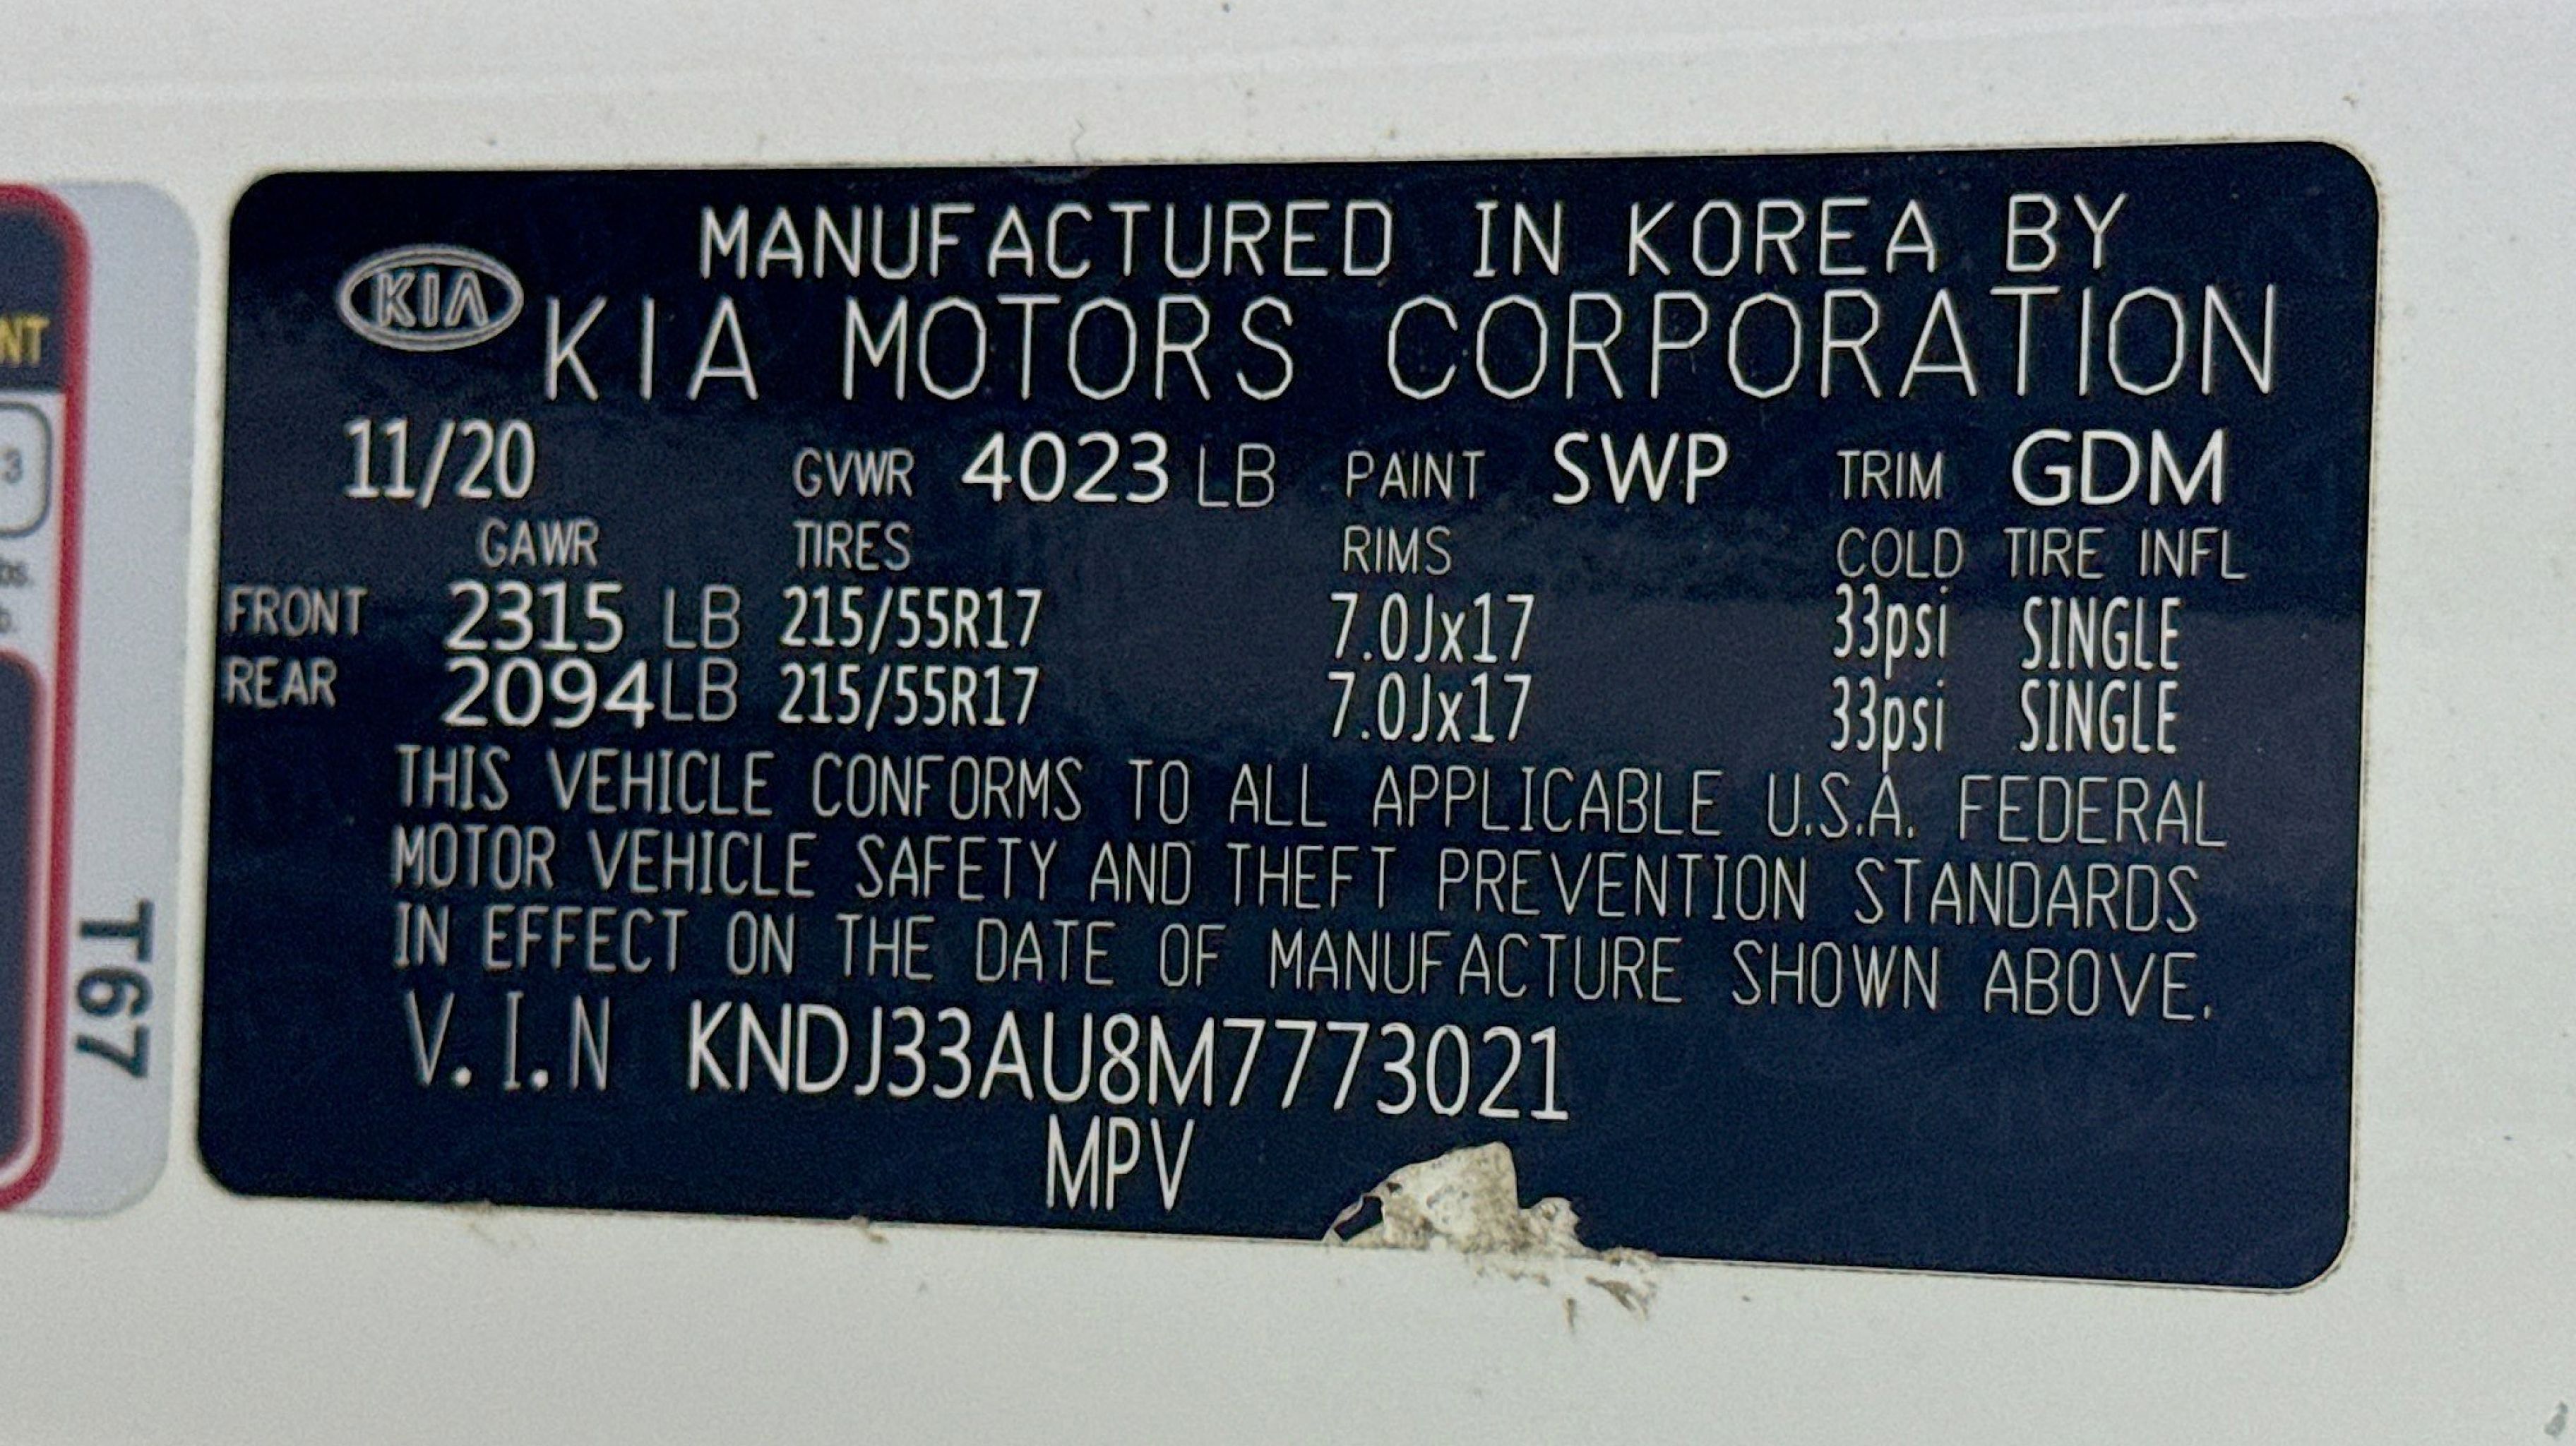 MANUFACTURED IN KOREA BY
KIA KIA MOTORS CORPORATION
11/20 GVWR 4023 LB PAINT SWP TRIM GDM
GAWR TIRES RIMS COLD TIRE INFL
FRONT 2315 LB 215/55R17 7.0Jx17 33psi SINGLE
REAR 2094 LB 215/55R17 7.0Jx17 33psi SINGLE
THIS VEHICLE CONFORMS TO ALL APPLICABLE U.S.A. FEDERAL
MOTOR VEHICLE SAFETY AND THEFT PREVENTION STANDARDS
IN EFFECT ON THE DATE OF MANUFACTURE SHOWN ABOVE.
V.I.N KNDJ33AU8M7773021
MPV
NT
3
T67